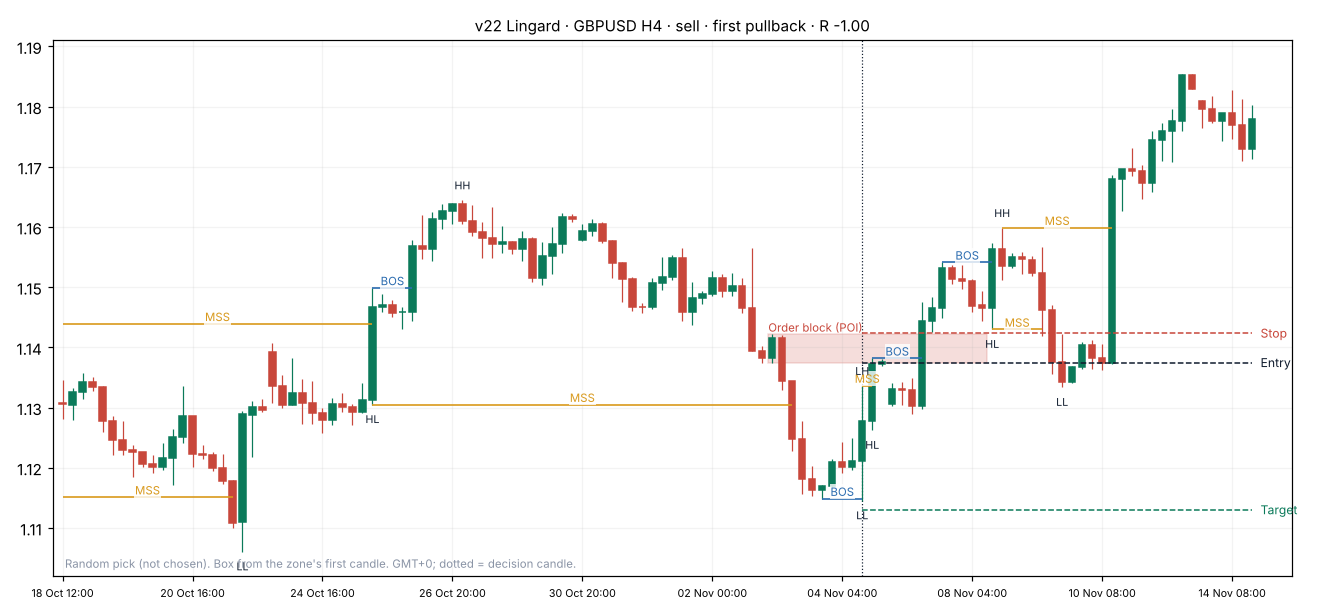 v22 Lingard · GBPUSD H4 · sell · first pullback · R -1.00
1.19
1.18
1.17
1.16
1.15
1.14
1.13
1.12
1.11
HH
HH
MSS
BOS
BOS
MSS
MSS
Order block (POI)
Stop
HL
BOS
Entry
LH
MSS
MSS
LL
HL
HL
MSS
BOS
Target
LL
Random pick (not chosen). Box from the zone's first candle. GMT+0; dotted = decision candle.
LL
18 Oct 12:00
20 Oct 16:00
24 Oct 16:00
26 Oct 20:00
30 Oct 20:00
02 Nov 00:00
04 Nov 04:00
08 Nov 04:00
10 Nov 08:00
14 Nov 08:00